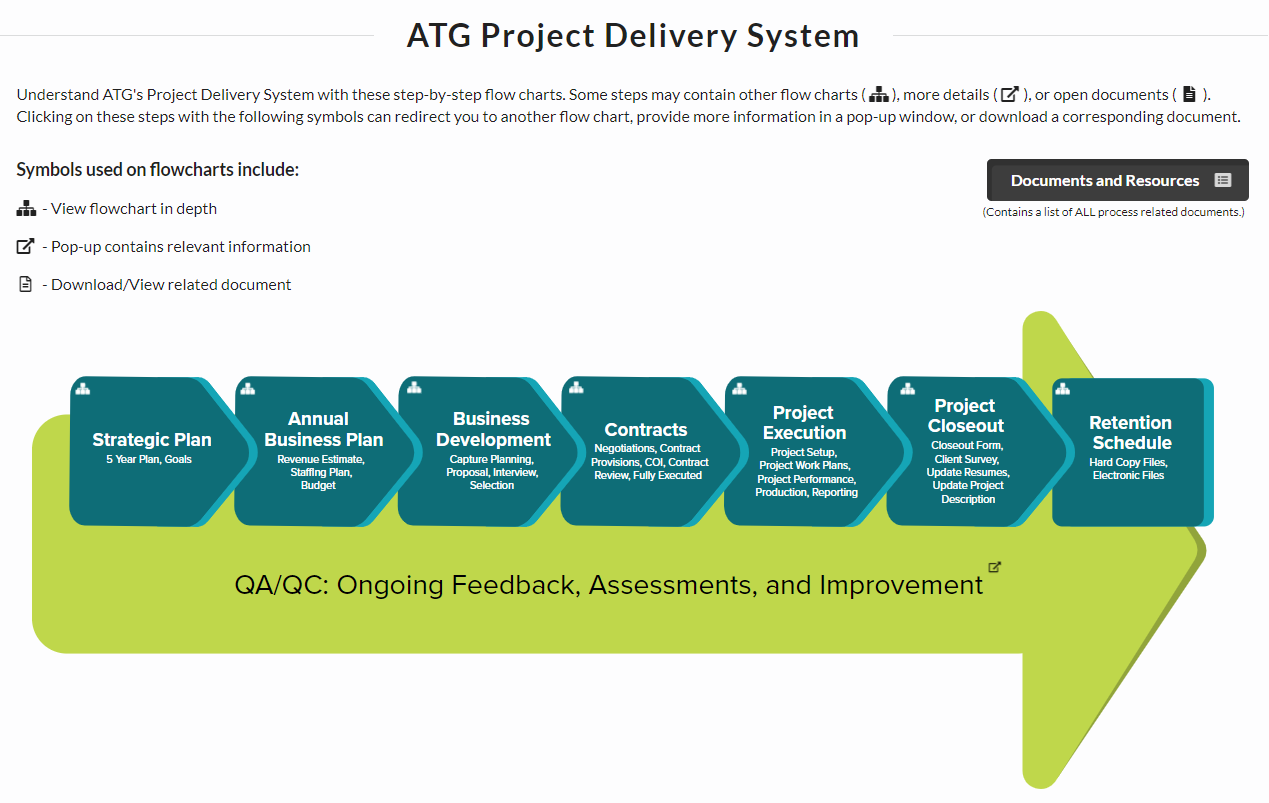 ATG Project Delivery System
Understand ATG's Project Delivery System with these step-by-step flow charts. Some steps may contain other flow charts ( ), more details ( ), or open documents ( ).
Clicking on these steps with the following symbols can redirect you to another flow chart, provide more information in a pop-up window, or download a corresponding document.
Symbols used on flowcharts include:
- View flowchart in depth
- Pop-up contains relevant information
- Download/View related document
Documents and Resources
(Contains a list of ALL process related documents.)
Strategic Plan
5 Year Plan, Goals
Annual
Business Plan
Revenue Estimate,
Staffing Plan,
Budget
Business
Development
Capture Planning,
Proposal, Interview,
Selection
Contracts
Negotiations, Contract
Provisions, COI, Contract
Review, Fully Executed
Project
Execution
Project Setup,
Project Work Plans,
Project Performance,
Production, Reporting
Project
Closeout
Closeout Form,
Client Survey,
Update Resumes,
Update Project
Description
Retention
Schedule
Hard Copy Files,
Electronic Files
QA/QC: Ongoing Feedback, Assessments, and Improvement